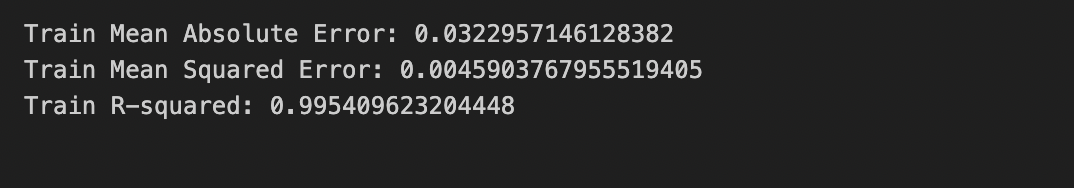 Train Mean Absolute Error: 0.0322957146128382
Train Mean Squared Error: 0.0045903767955519405
Train R-squared: 0.995409623204448